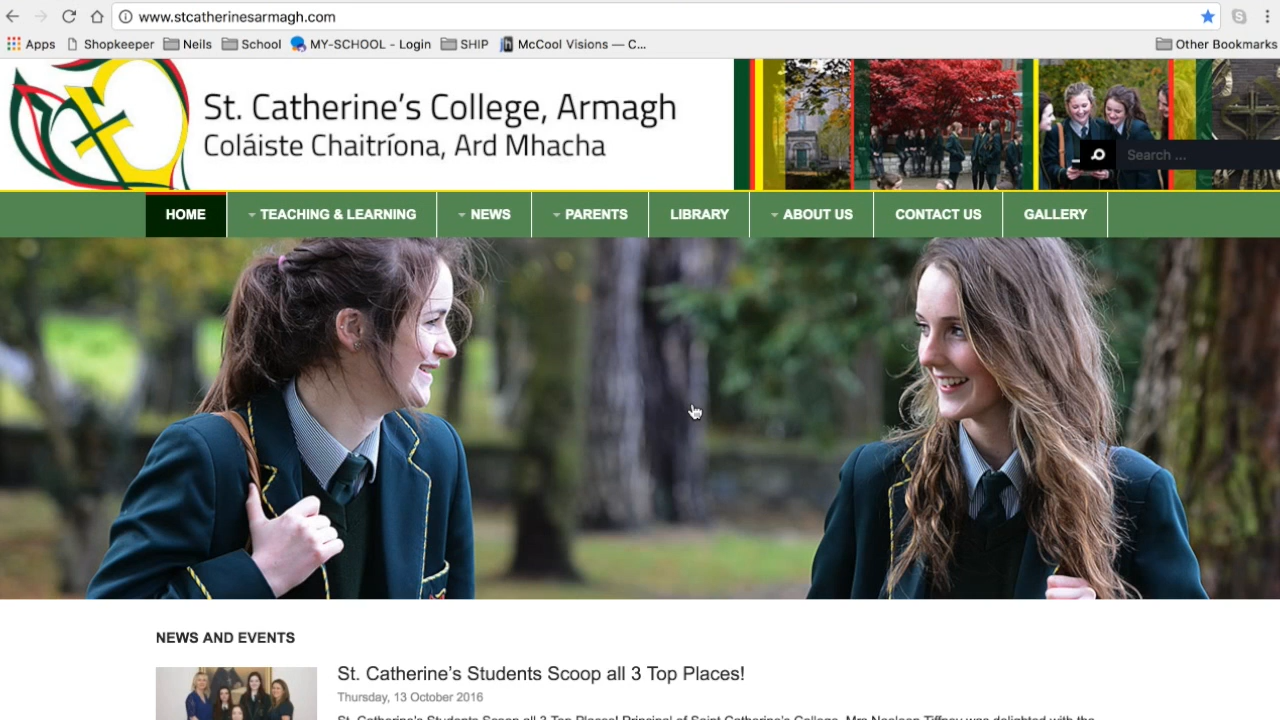 www.stcatherinesarmagh.com
Apps Shopkeeper Neils School MY-SCHOOL - Login SHIP McCool Visions — C... Other Bookmarks
St. Catherine's College, Armagh
Coláiste Chaitríona, Ard Mhacha
Search ...
HOME TEACHING & LEARNING NEWS PARENTS LIBRARY ABOUT US CONTACT US GALLERY
NEWS AND EVENTS
St. Catherine's Students Scoop all 3 Top Places!
Thursday, 13 October 2016
St. Catherine's Students Scoop all 3 Top Places! Principal of Saint Catherine's College, Mrs Noeleen Tiffney was delighted with the